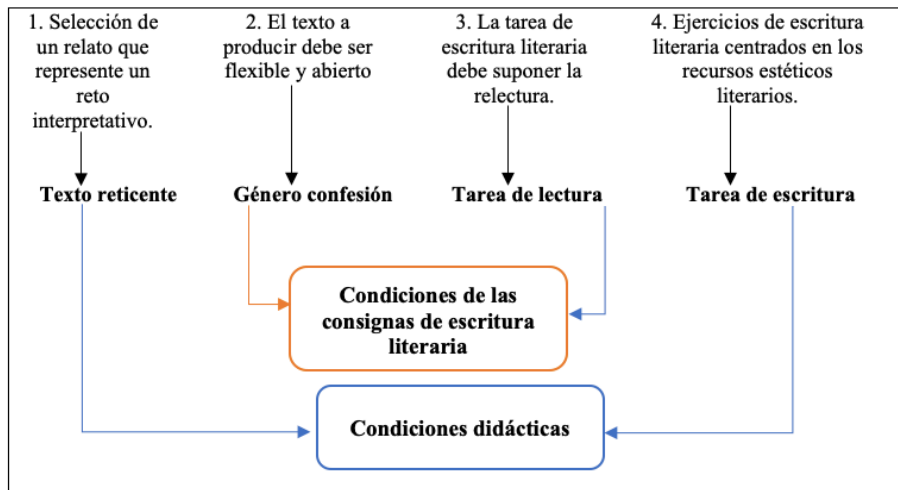 1. Selección de
un relato que
represente un
reto
interpretativo.
2. El texto a
producir debe ser
flexible y abierto
3. La tarea de
escritura literaria
debe suponer la
relectura.
4. Ejercicios de escritura
literaria centrados en los
recursos estéticos
literarios.
Texto reticente
Género confesión
Tarea de lectura
Tarea de escritura
Condiciones de las
consignas de escritura
literaria
Condiciones didácticas